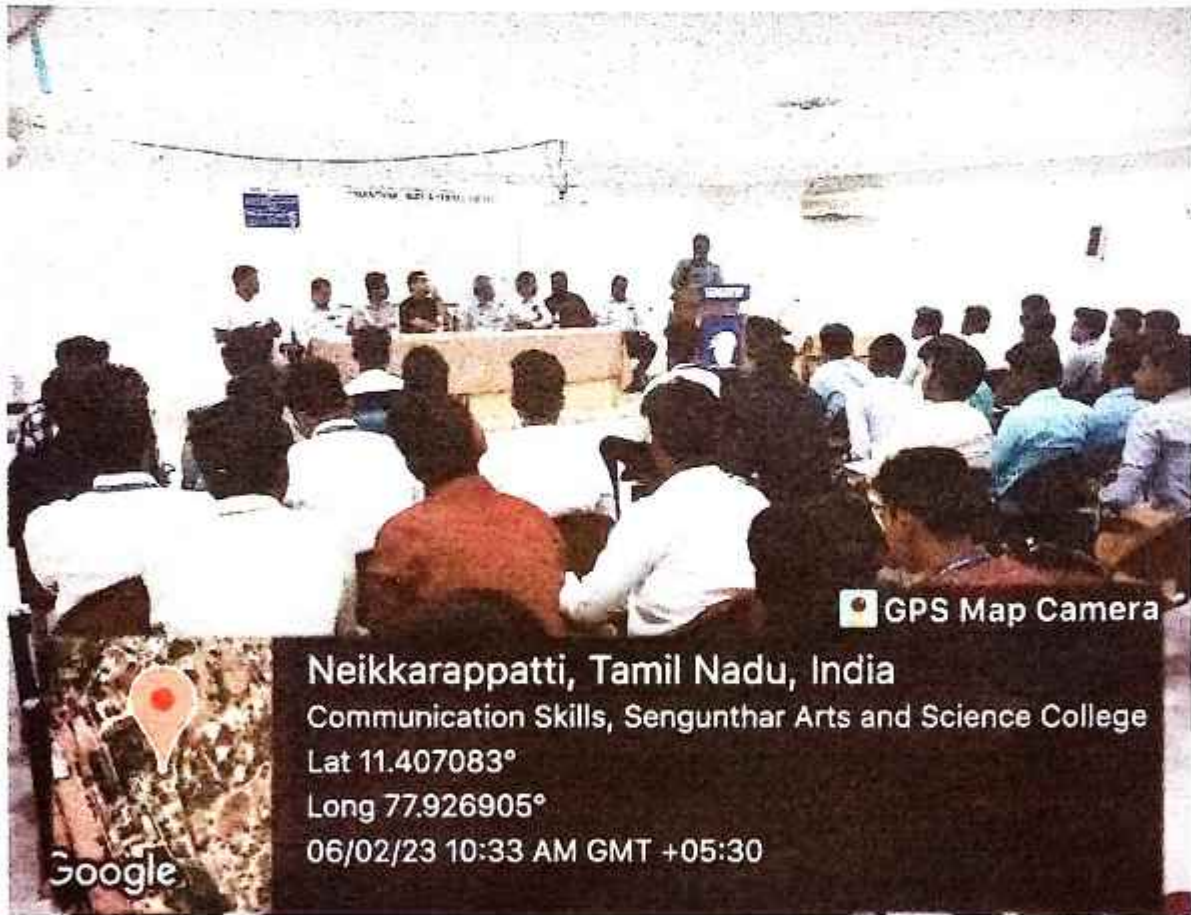 GPS Map Camera
Neikkarappatti, Tamil Nadu, India
Communication Skills, Sengunthar Arts and Science College
Lat 11.407083°
Long 77.926905°
06/02/23 10:33 AM GMT +05:30
Google